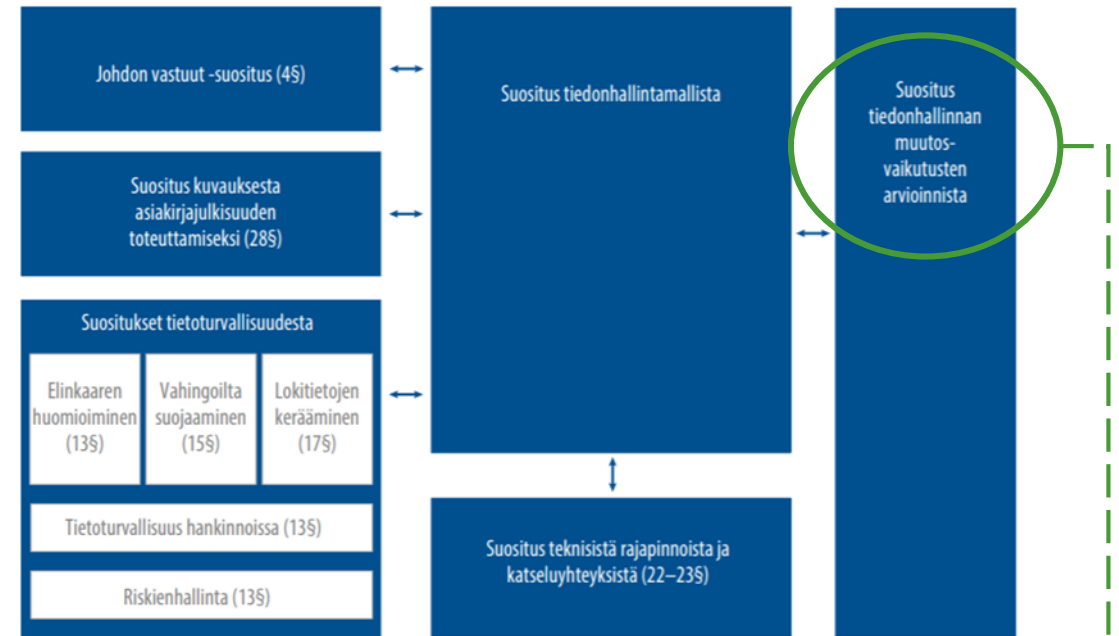 Johdon vastuut -suositus (4§)
Suositus kuvauksesta
asiakirjajulkisuuden
toteuttamiseksi (28§)
Suositukset tietoturvallisuudesta
Elinkaaren
huomioiminen
(13§)
Vahingoilta
suojaaminen
(15§)
Lokitietojen
kerääminen
(17§)
Tietoturvallisuus hankinnoissa (13§)
Riskienhallinta (13§)
Suositus tiedonhallintamallista
Suositus teknisistä rajapinnoista ja
katseluyhteyksistä (22–23§)
Suositus
tiedonhallinnan
muutos-
vaikutusten
arvioinnista